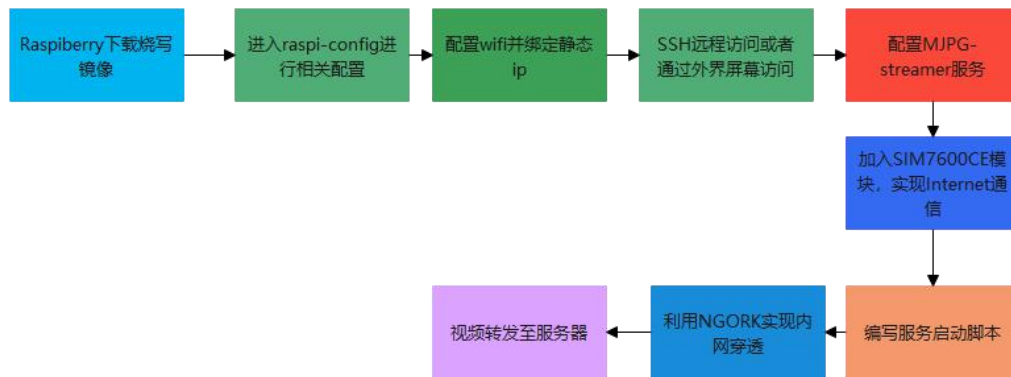 Raspiberry下载烧写
镜像
进入raspi-config进
行相关配置
配置wifi并绑定静态
ip
SSH远程访问或者
通过外界屏幕访问
配置MJPG-
streamer服务
加入SIM7600CE模
块，实现Internet通
信
编写服务启动脚本
利用NGORK实现内
网穿透
视频转发至服务器